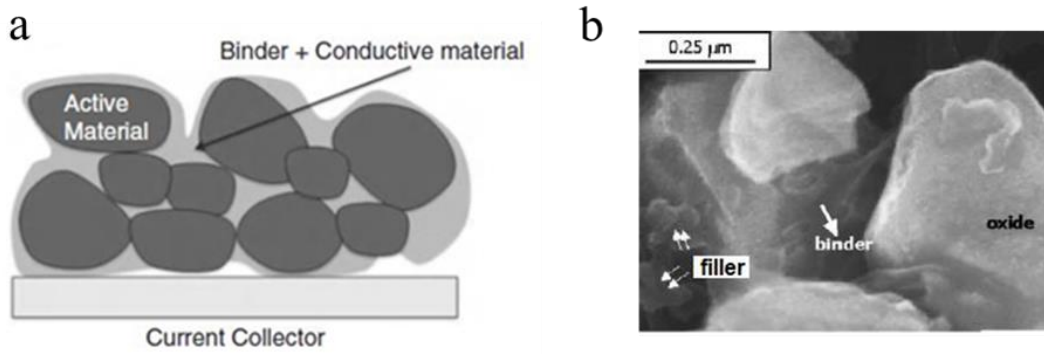 a
Binder + Conductive material
Active
Material
Current Collector
b
0.25 μm
binder
oxide
filler